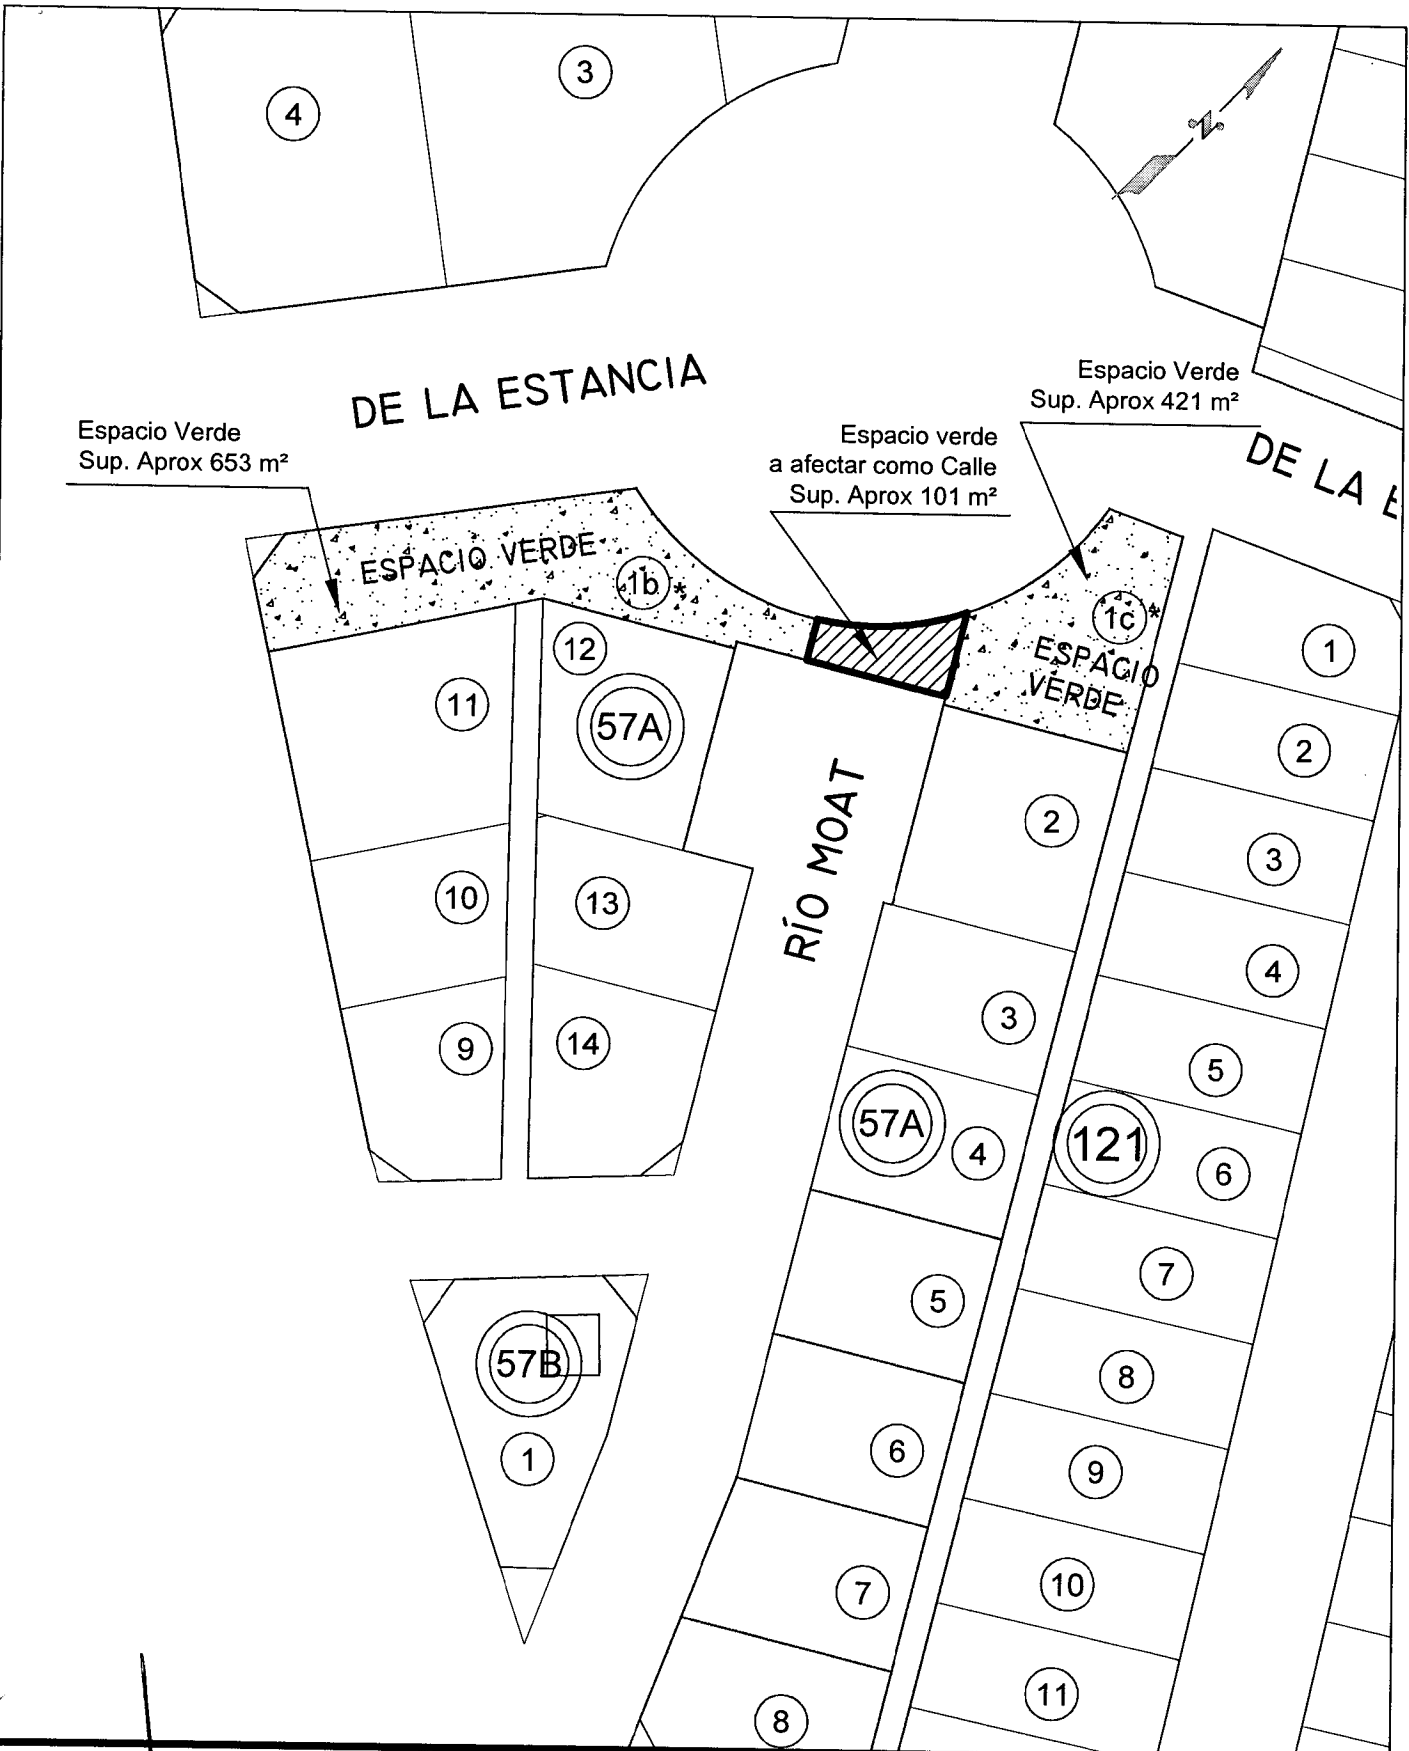 4
3
N
DE LA ESTANCIA
Espacio Verde
Sup. Aprox 653 m²
Espacio verde
a afectar como Calle
Sup. Aprox 101 m²
Espacio Verde
Sup. Aprox 421 m²
DE LA E
ESPACIO VERDE
1b *
1c *
ESPACIO
VERDE
12
57A
11
10
13
9
14
RÍO MOAT
2
3
57A
4
5
6
7
8
1
2
3
4
5
121
6
7
8
9
10
11
57B
1